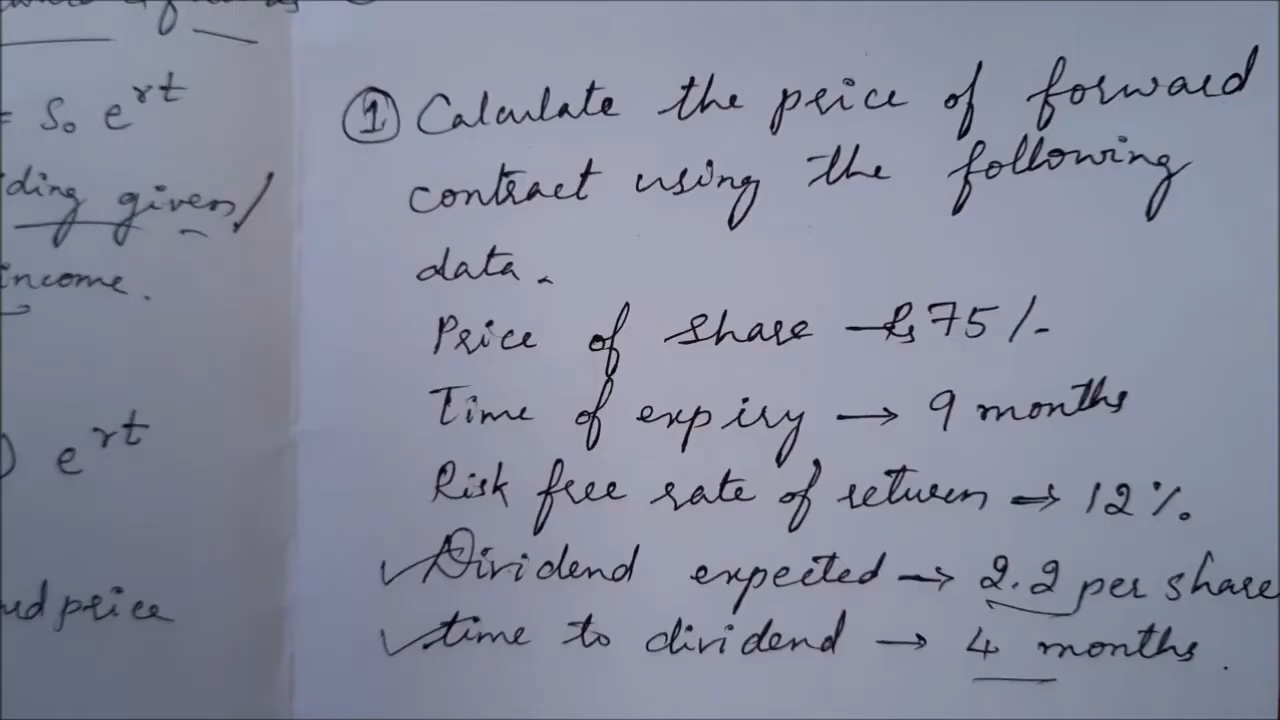 = S₀ e^rt
ding given/
income.
) e^rt
ud price
① Calculate the price of forward
contract using the following
data.
Price of share – Rs 75/-
Time of expiry → 9 months
Risk free rate of return ⇒ 12%.
✓Dividend expected → 2.2 per share
✓time to dividend → 4 months.